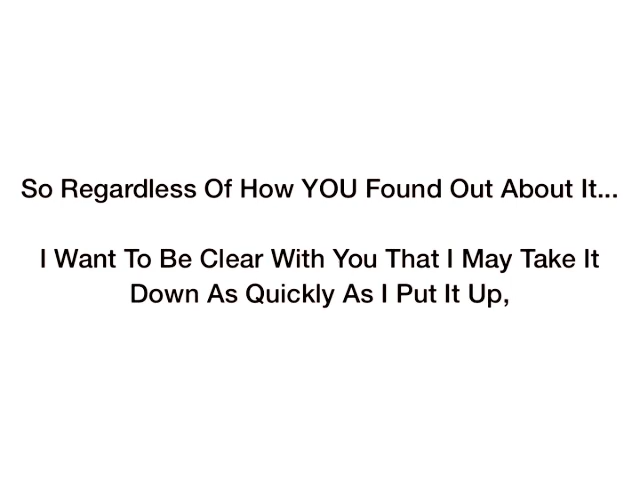 So Regardless Of How YOU Found Out About It...
I Want To Be Clear With You That I May Take It
Down As Quickly As I Put It Up,